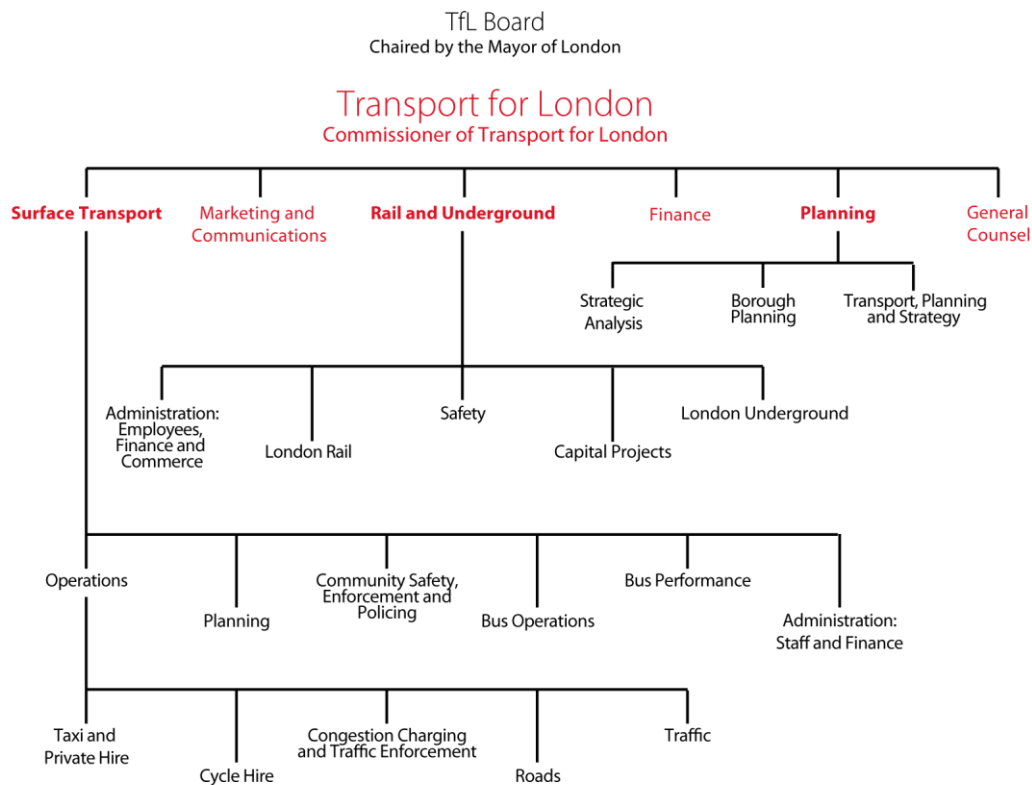 TfL Board
Chaired by the Mayor of London
Transport for London
Commissioner of Transport for London
Surface Transport
Marketing and
Communications
Rail and Underground
Finance
Planning
General
Counsel
Strategic
Analysis
Borough
Planning
Transport, Planning
and Strategy
Administration:
Employees,
Finance and
Commerce
London Rail
Safety
Capital Projects
London Underground
Operations
Planning
Community Safety,
Enforcement and
Policing
Bus Operations
Bus Performance
Administration:
Staff and Finance
Taxi and
Private Hire
Cycle Hire
Congestion Charging
and Traffic Enforcement
Roads
Traffic